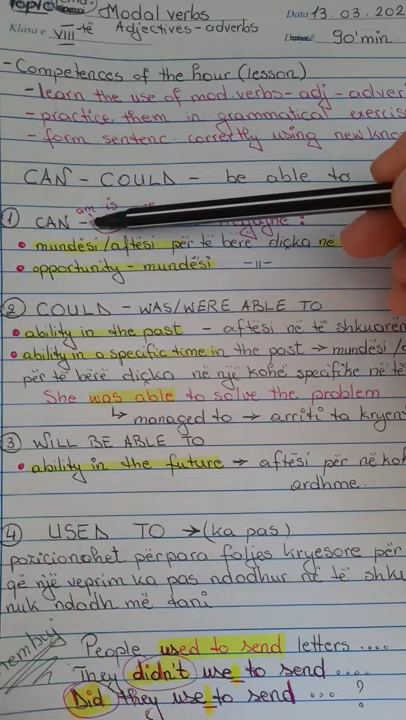 Topic Modal verbs Data 13.03.202
Klasa e VIII-të Adjectives-adverbs 90'min.
- Competences of the hour (lesson)
- learn the use of mod.verbs- adj - adver
- practice them in grammatical exercis
- form sentenc. correctly using new kno
CAN - COULD - be able to
am is
① CAN -
• mundësi/aftësi për të bërë diçka në
• opportunity - mundësi -||-
② COULD - WAS/WERE ABLE TO
• ability in the past - aftësi në të shkuarën
• ability in a specific time in the past → mundësi /
për të bërë diçka në një kohë specifike në të
She was able to solve the problem
↳ managed to → arriti ta kryen
③ WILL BE ABLE TO
• ability in the future → aftësi për në koh
ardhme.
④ USED TO → (ka pas)
pozicionohet përpara foljes kryesore për
që një veprim ka pas ndodhur në të shku
nuk ndodh më tani
People used to send letters ....
They didn't use to send ....
Did they use to send ... ?